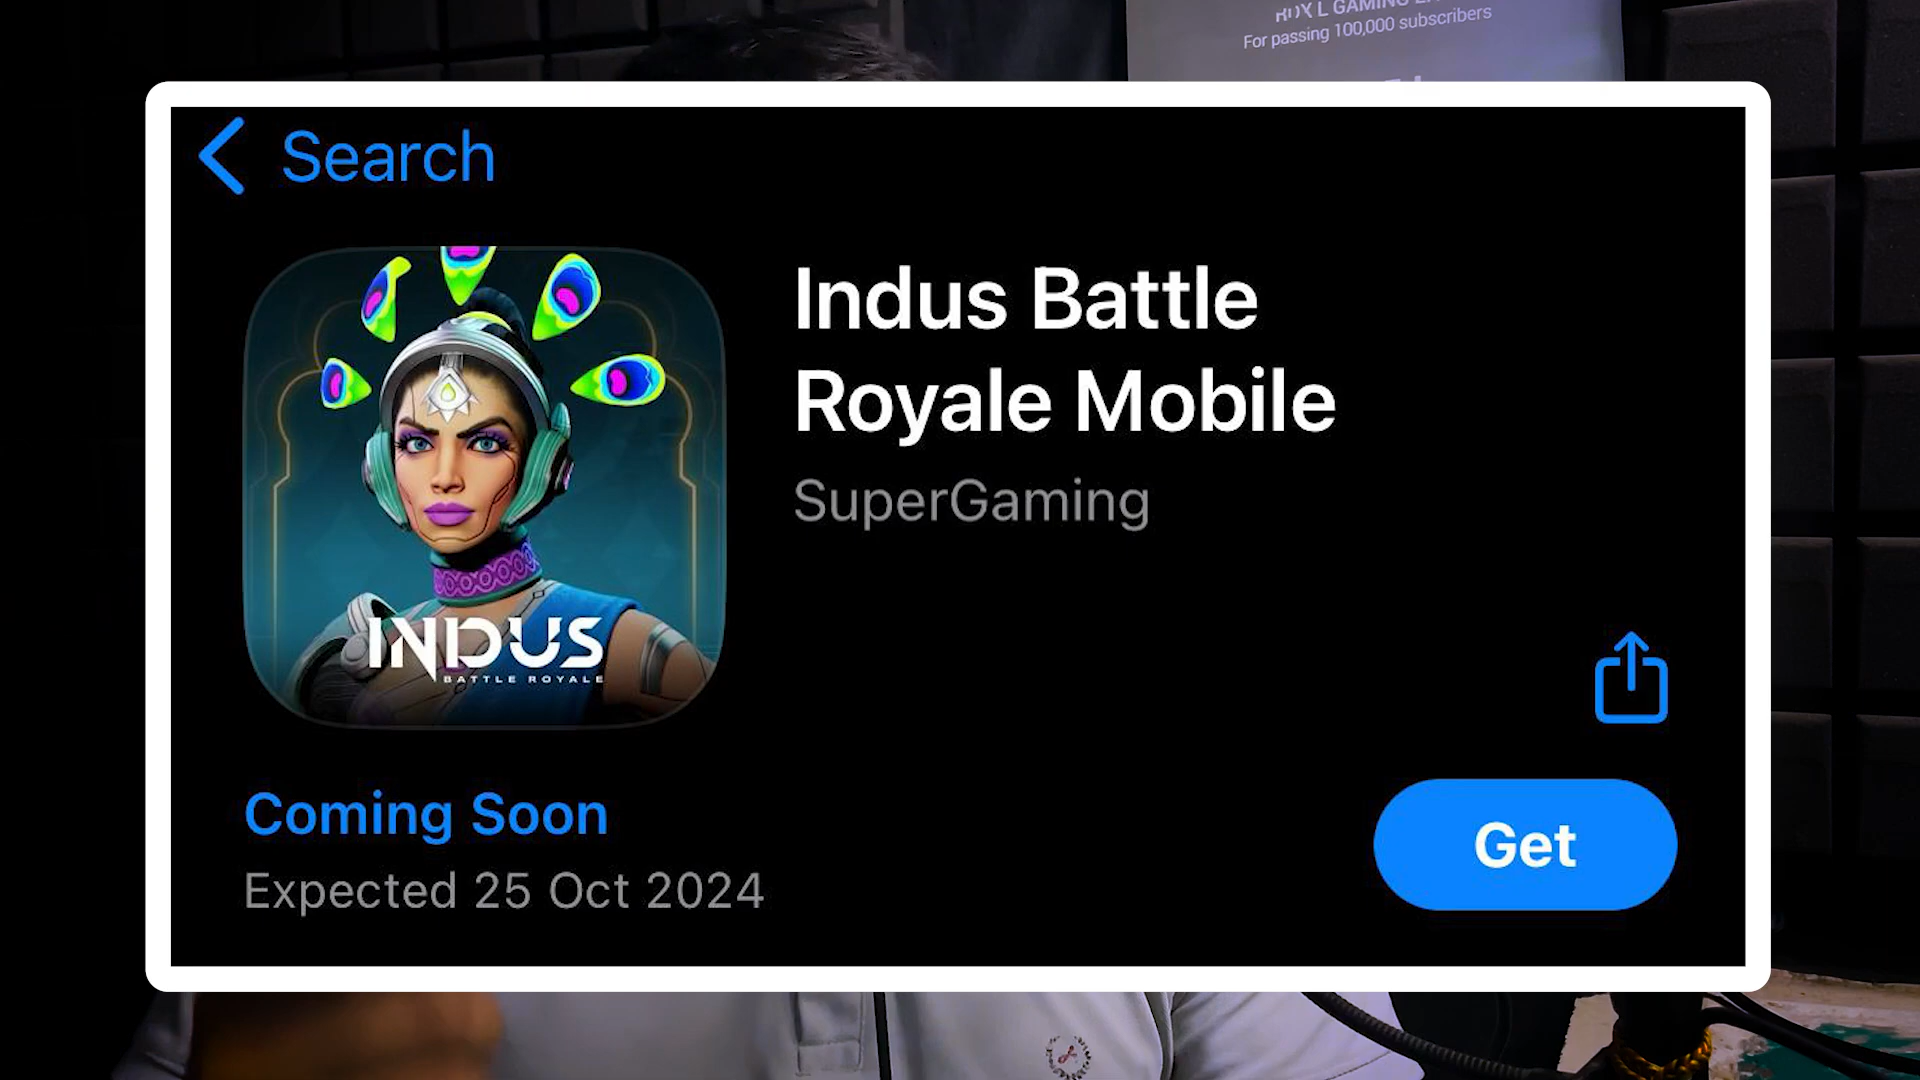 L GAMING
For passing 100,000 subscribers
Search
Indus Battle
Royale Mobile
SuperGaming
INDUS
BATTLE ROYALE
Coming Soon
Expected 25 Oct 2024
Get